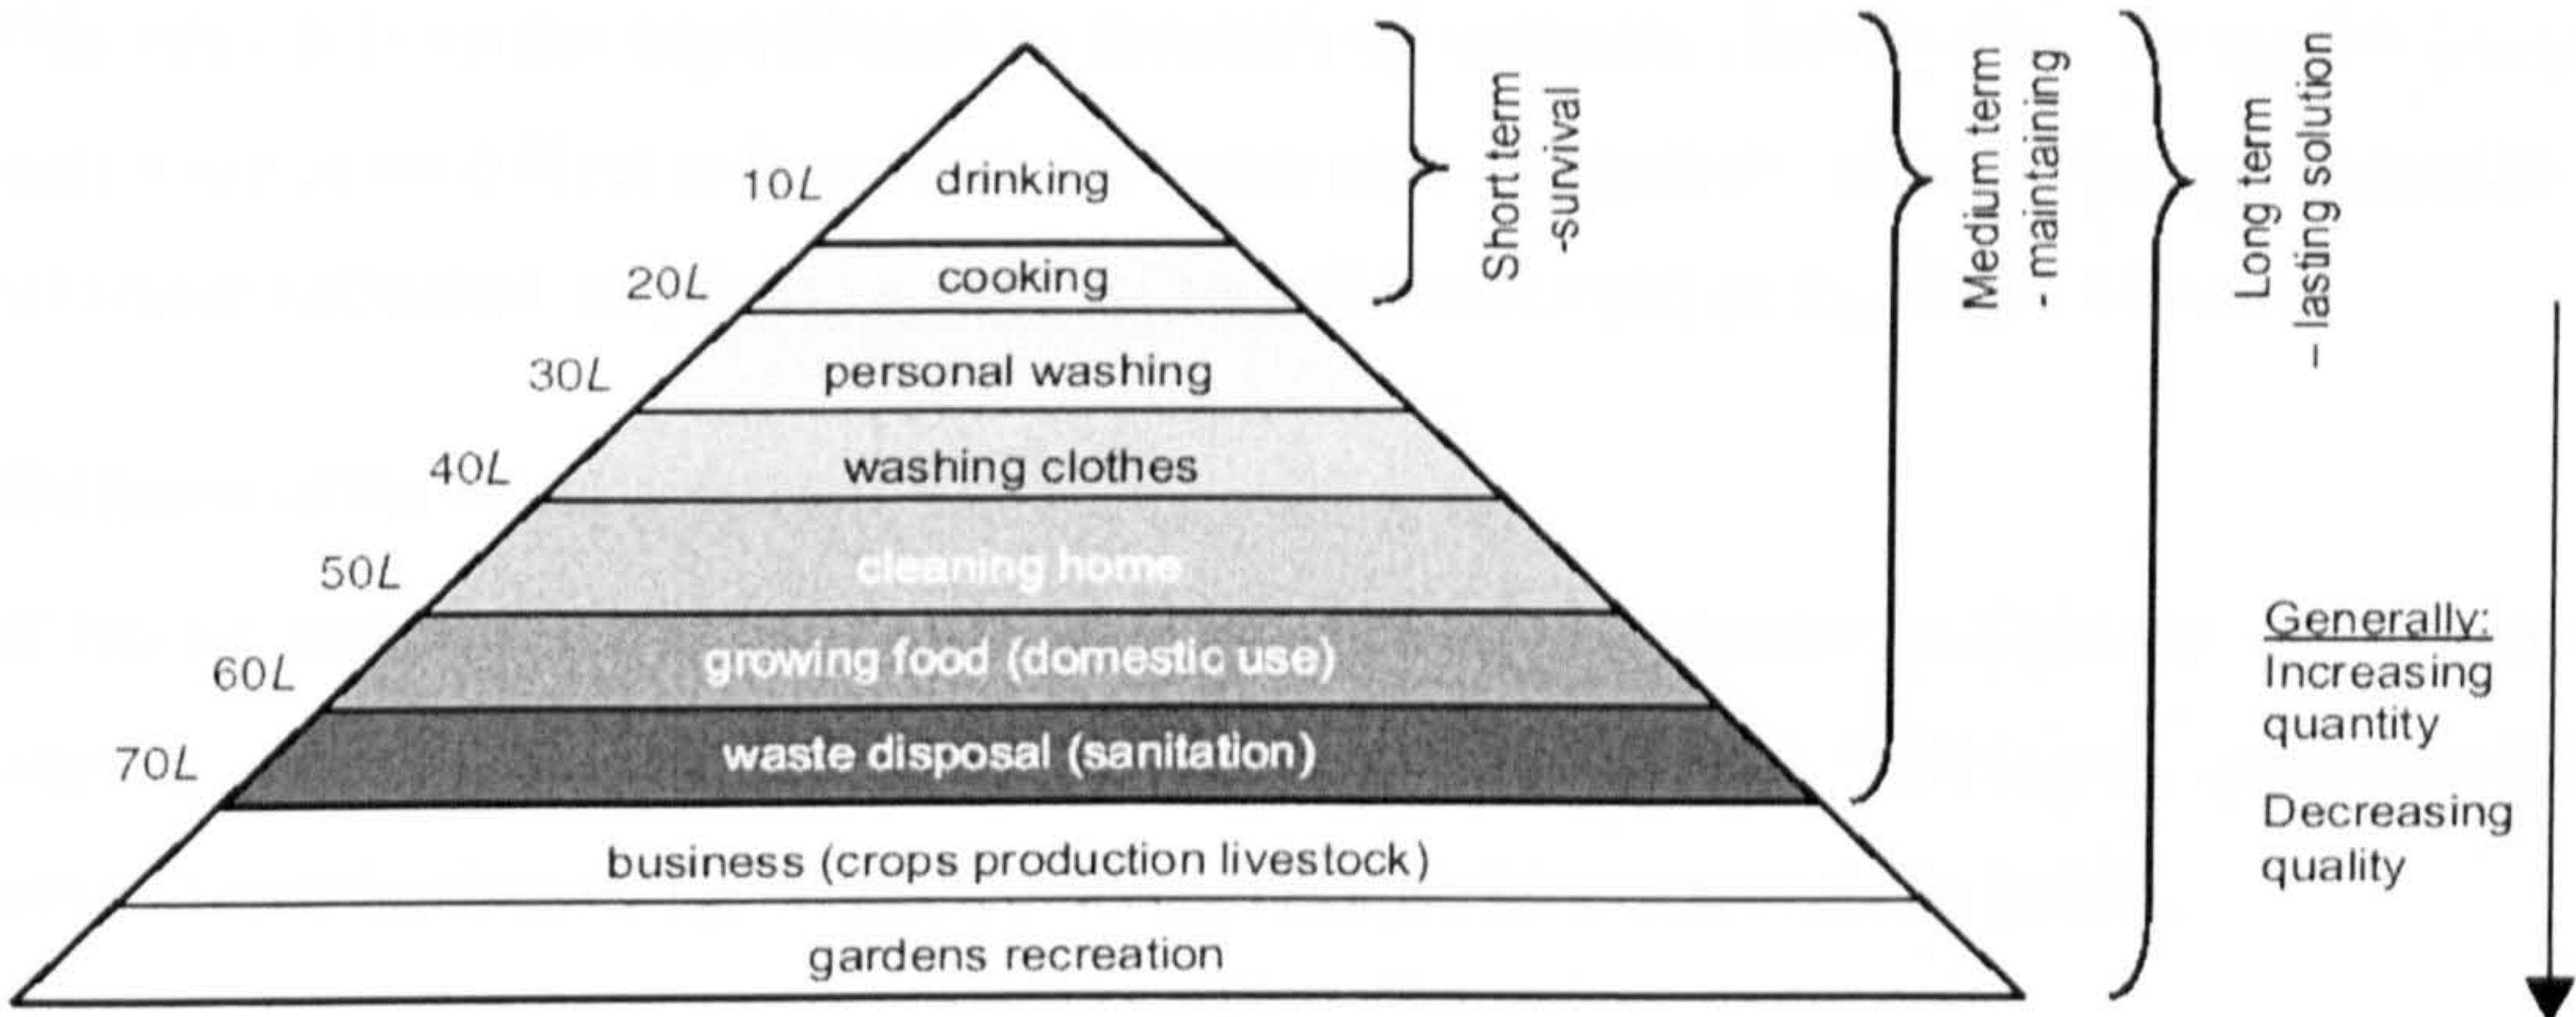 10L
drinking
20L
cooking
30L
personal washing
40L
washing clothes
50L
cleaning home
60L
growing food (domestic use)
70L
waste disposal (sanitation)
business (crops production livestock)
gardens recreation
Short term
-survival
Medium term
- maintaining
Long term
– lasting solution
Generally:
Increasing
quantity
Decreasing
quality